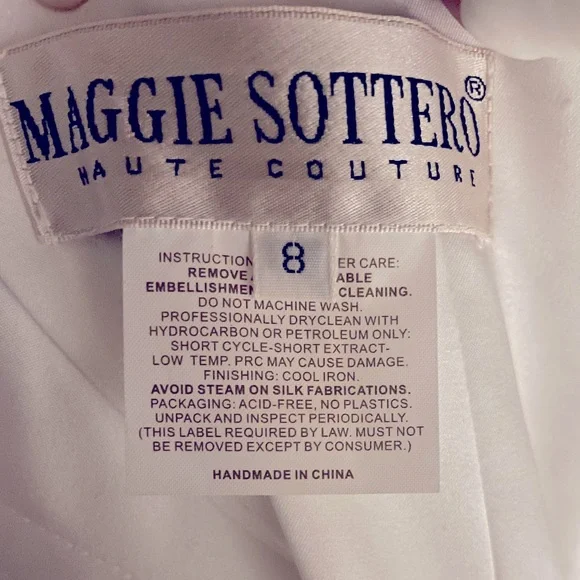 MAGGIE SOTTERO®
HAUTE COUTURE
8
INSTRUCTION ER CARE:
REMOVE ABLE
EMBELLISHMEN CLEANING.
DO NOT MACHINE WASH.
PROFESSIONALLY DRYCLEAN WITH
HYDROCARBON OR PETROLEUM ONLY:
SHORT CYCLE-SHORT EXTRACT-
LOW TEMP. PRC MAY CAUSE DAMAGE.
FINISHING: COOL IRON.
AVOID STEAM ON SILK FABRICATIONS.
PACKAGING: ACID-FREE, NO PLASTICS.
UNPACK AND INSPECT PERIODICALLY.
(THIS LABEL REQUIRED BY LAW. MUST NOT
BE REMOVED EXCEPT BY CONSUMER.)
HANDMADE IN CHINA